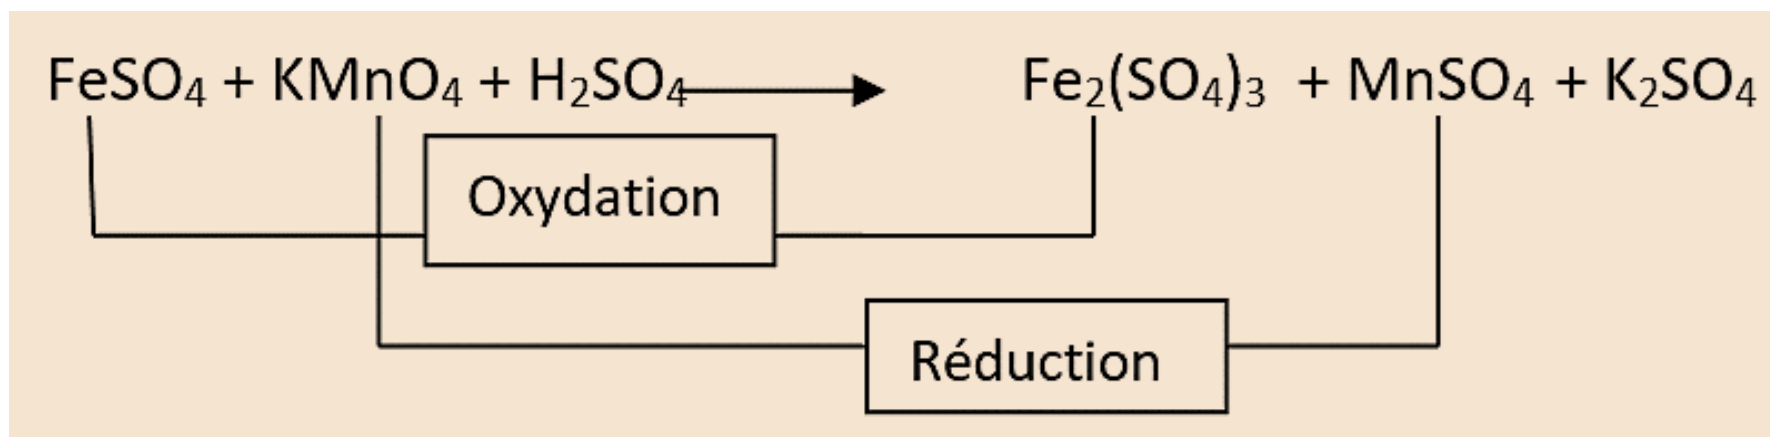 FeSO₄ + KMnO₄ + H₂SO₄ → Fe₂(SO₄)₃ + MnSO₄ + K₂SO₄
Oxydation
Réduction